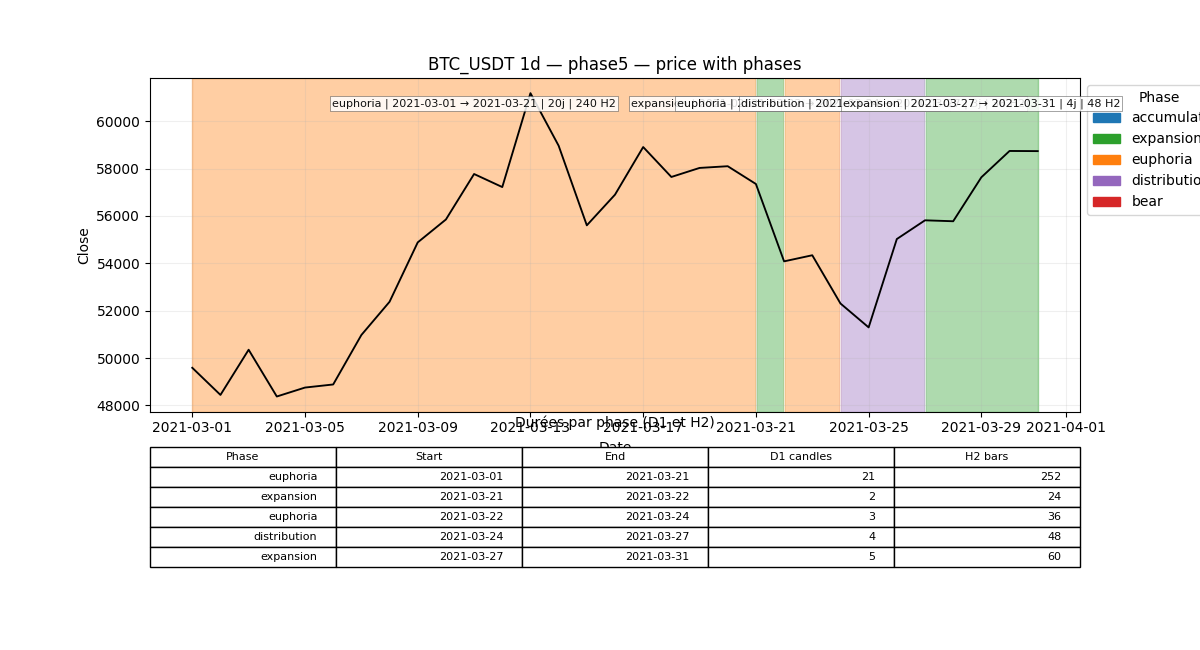 BTC_USDT 1d — phase5 — price with phases
euphoria | 2021-03-01 → 2021-03-21 | 20j | 240 H2
euphoria |
distribution | 2021
expansion | 2021-03-27 → 2021-03-31 | 4j | 48 H2
Phase
expansion
euphoria
bear
Close
60000
58000
56000
54000
52000
50000
48000
2021-03-01 2021-03-05 2021-03-09 2021-03-13 2021-03-17 2021-03-21 2021-03-25 2021-03-29 2021-04-01
Durées par phase (D1 et H2)
Date
Phase Start End D1 candles H2 bars
euphoria 2021-03-01 2021-03-21 21 252
expansion 2021-03-21 2021-03-22 2 24
euphoria 2021-03-22 2021-03-24 3 36
distribution 2021-03-24 2021-03-27 4 48
expansion 2021-03-27 2021-03-31 5 60